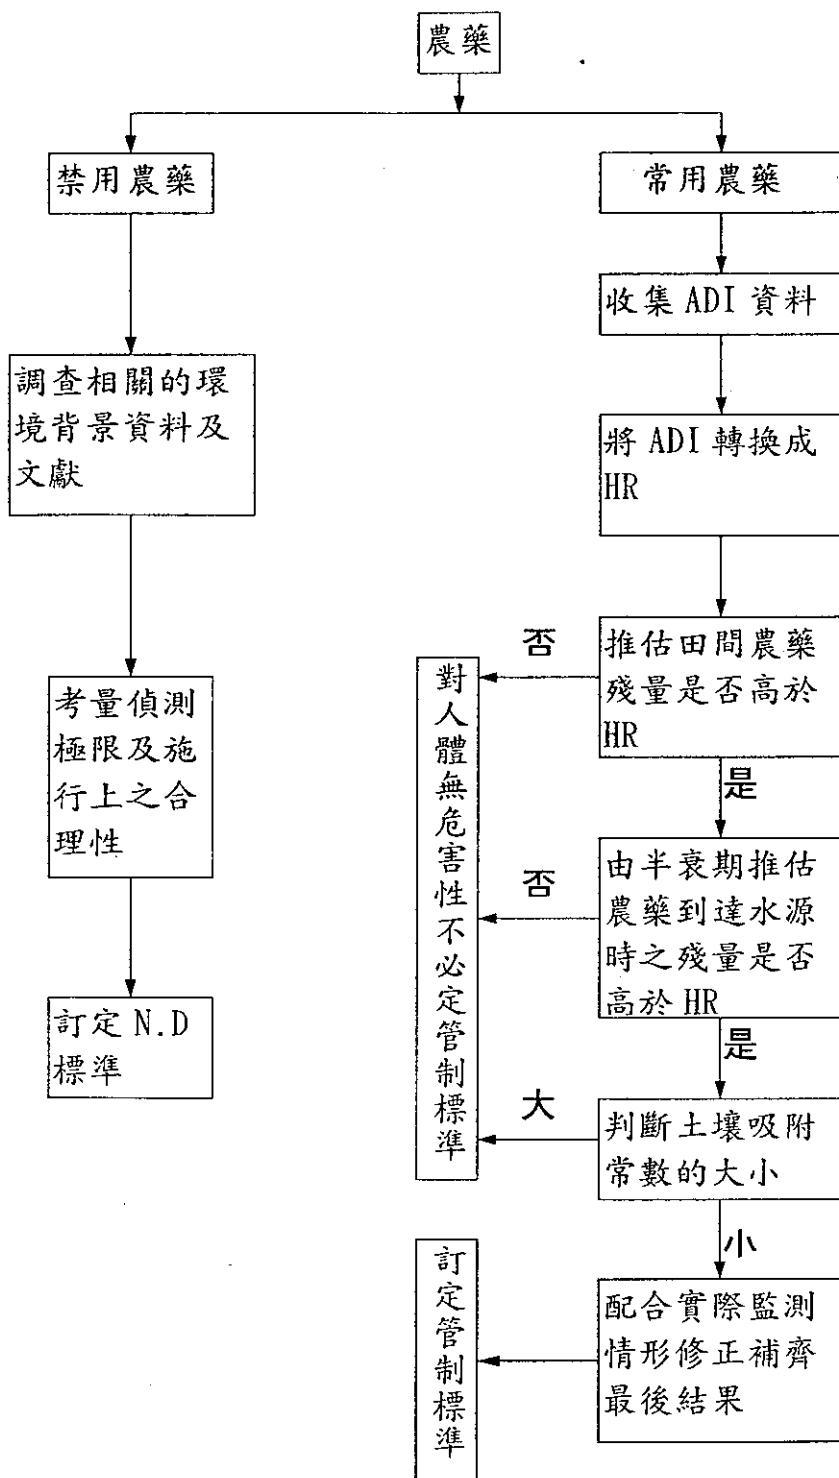 農藥
禁用農藥
常用農藥
收集 ADI 資料
調查相關的環
境背景資料及
文獻
將 ADI 轉換成
HR
否
推估田間農藥
殘量是否高於
HR
對人體無危害性不必定管制標準
考量偵測
極限及施
行上之合
理性
是
否
由半衰期推估
農藥到達水源
時之殘量是否
高於 HR
訂定 N.D
標準
是
大
判斷土壤吸附
常數的大小
小
訂定管制標準
配合實際監測
情形修正補齊
最後結果